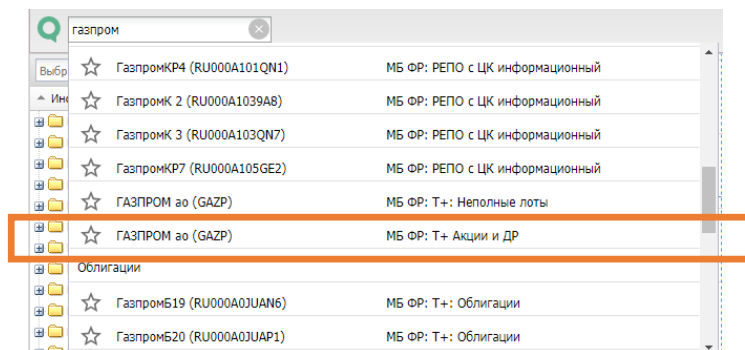 газпром
Выбр
ГазпромКР4 (RU000A101QN1) МБ ФР: РЕПО с ЦК информационный
Инс
ГазпромК 2 (RU000A1039A8) МБ ФР: РЕПО с ЦК информационный
ГазпромК 3 (RU000A103QN7) МБ ФР: РЕПО с ЦК информационный
ГазпромКР7 (RU000A105GE2) МБ ФР: РЕПО с ЦК информационный
ГАЗПРОМ ао (GAZP) МБ ФР: Т+: Неполные лоты
ГАЗПРОМ ао (GAZP) МБ ФР: Т+ Акции и ДР
Облигации
ГазпромБ19 (RU000A0JUAN6) МБ ФР: Т+: Облигации
ГазпромБ20 (RU000A0JUAP1) МБ ФР: Т+: Облигации